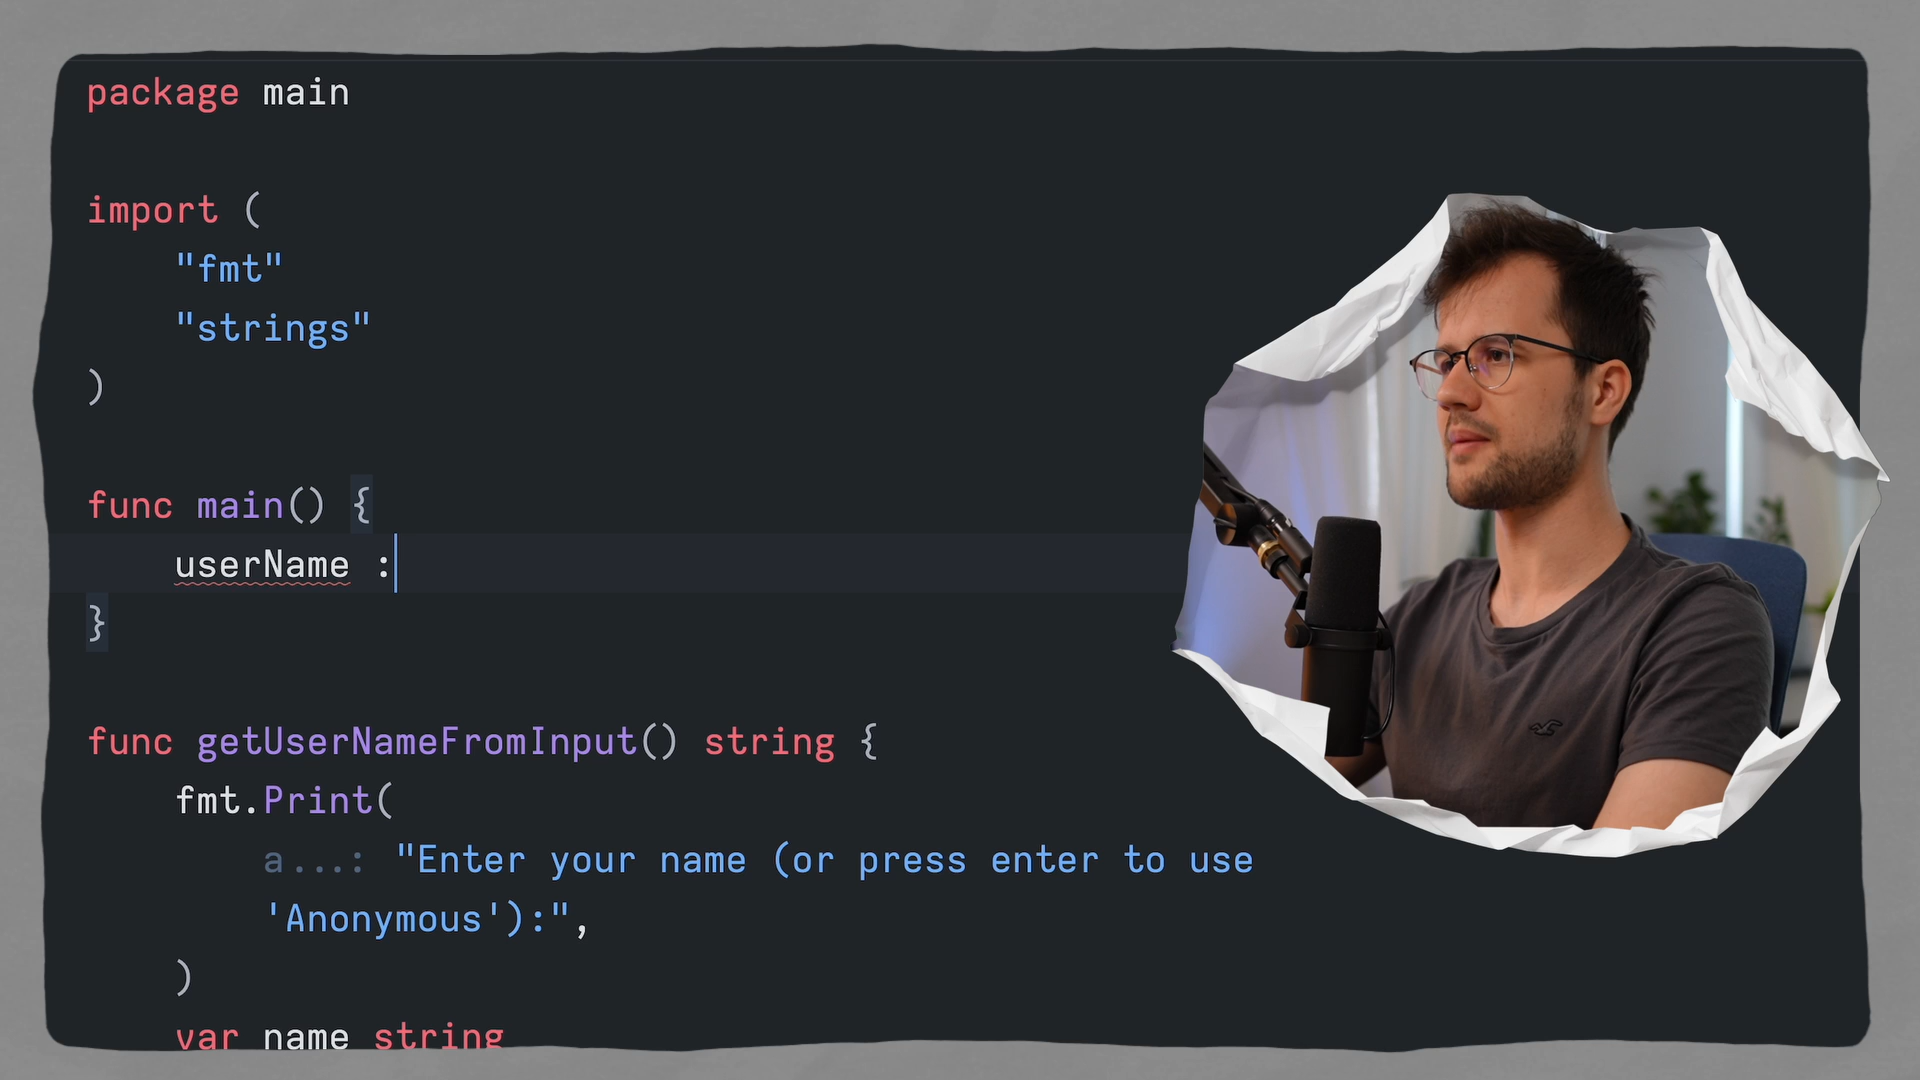 package main
import (
"fmt"
"strings"
)
func main() {
userName :
}
func getUserNameFromInput() string {
fmt.Print(
a...: "Enter your name (or press enter to use
'Anonymous'):",
)
var name string